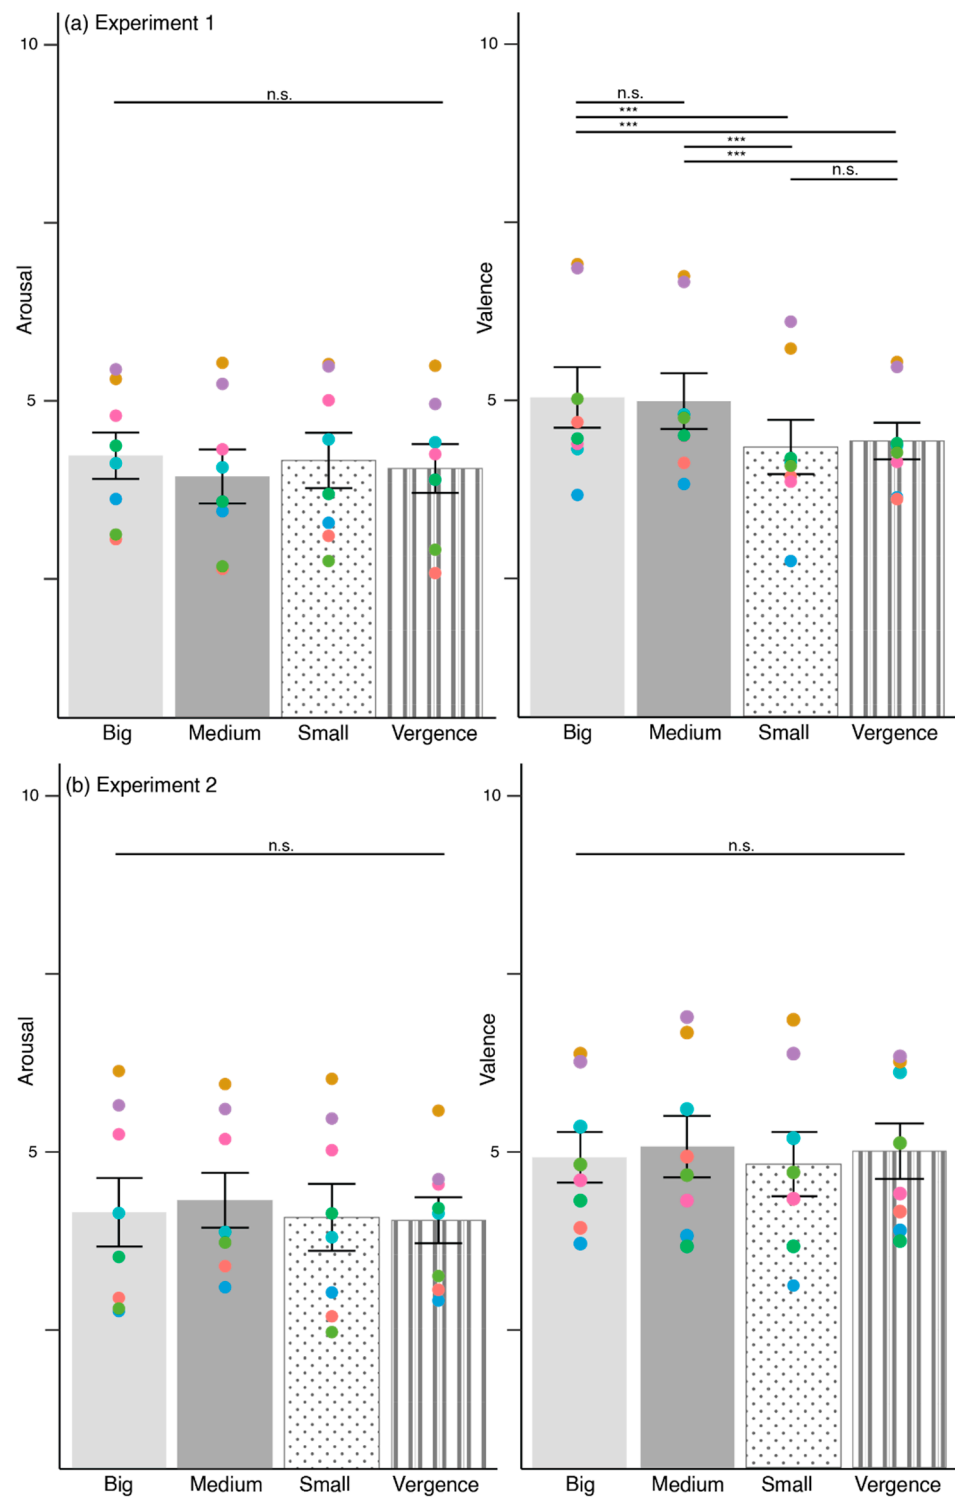 (a) Experiment 1
10
n.s.
5
Arousal
Big Medium Small Vergence
10
n.s.
***
***
***
***
n.s.
5
Valence
Big Medium Small Vergence
(b) Experiment 2
10
n.s.
5
Arousal
Big Medium Small Vergence
10
n.s.
5
Valence
Big Medium Small Vergence